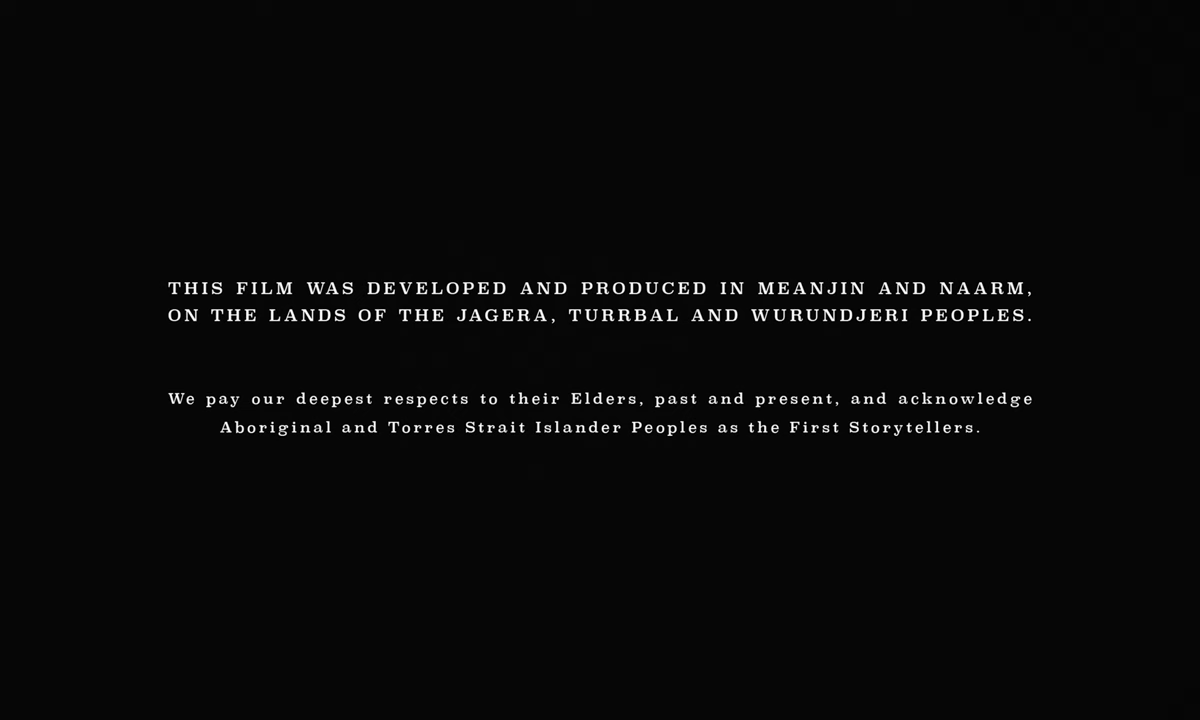 THIS FILM WAS DEVELOPED AND PRODUCED IN MEANJIN AND NAARM,
ON THE LANDS OF THE JAGERA, TURRBAL AND WURUNDJERI PEOPLES.
We pay our deepest respects to their Elders, past and present, and acknowledge
Aboriginal and Torres Strait Islander Peoples as the First Storytellers.